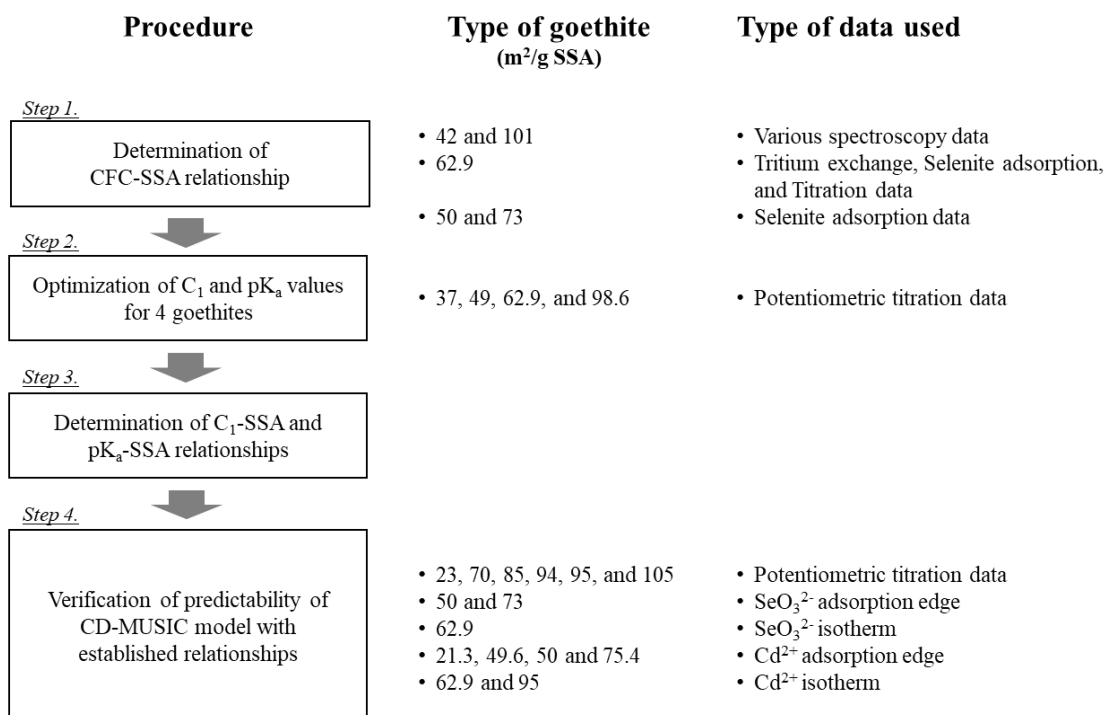 Procedure
Type of goethite
(m²/g SSA)
Type of data used
Step 1.
Determination of
CFC-SSA relationship
• 42 and 101
• Various spectroscopy data
• 62.9
• Tritium exchange, Selenite adsorption,
and Titration data
• 50 and 73
• Selenite adsorption data
Step 2.
Optimization of C₁ and pKₐ values
for 4 goethites
• 37, 49, 62.9, and 98.6
• Potentiometric titration data
Step 3.
Determination of C₁-SSA and
pKₐ-SSA relationships
Step 4.
Verification of predictability of
CD-MUSIC model with
established relationships
• 23, 70, 85, 94, 95, and 105
• Potentiometric titration data
• 50 and 73
• SeO₃²⁻ adsorption edge
• 62.9
• SeO₃²⁻ isotherm
• 21.3, 49.6, 50 and 75.4
• Cd²⁺ adsorption edge
• 62.9 and 95
• Cd²⁺ isotherm